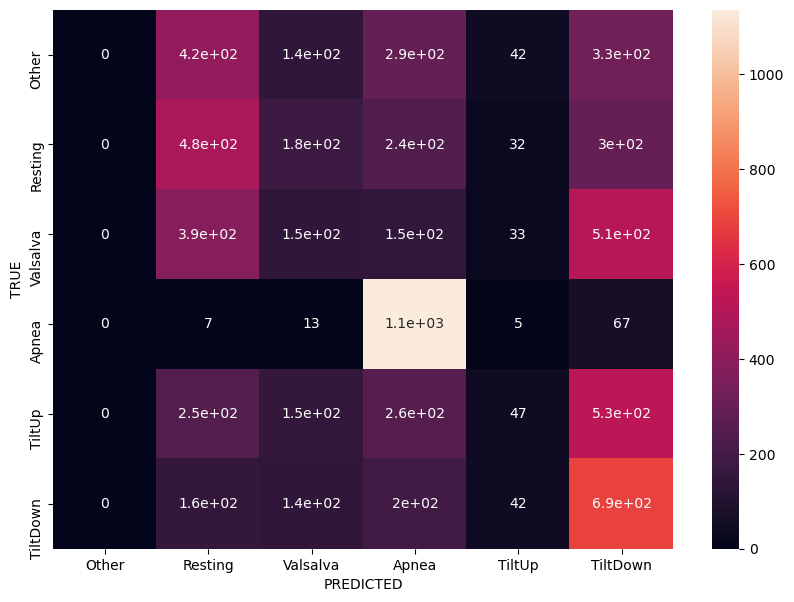 TRUE
Other 0 4.2e+02 1.4e+02 2.9e+02 42 3.3e+02
Resting 0 4.8e+02 1.8e+02 2.4e+02 32 3e+02
Valsalva 0 3.9e+02 1.5e+02 1.5e+02 33 5.1e+02
Apnea 0 7 13 1.1e+03 5 67
TiltUp 0 2.5e+02 1.5e+02 2.6e+02 47 5.3e+02
TiltDown 0 1.6e+02 1.4e+02 2e+02 42 6.9e+02
Other Resting Valsalva Apnea TiltUp TiltDown
PREDICTED
1000
800
600
400
200
0